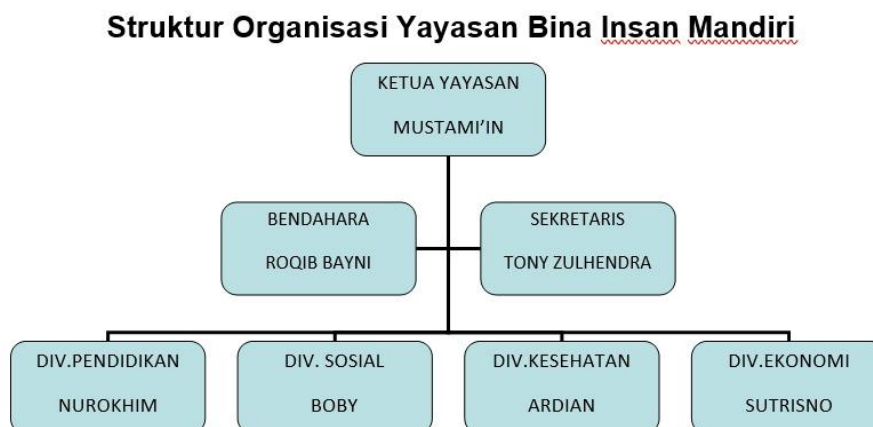 Struktur Organisasi Yayasan Bina Insan Mandiri
KETUA YAYASAN
MUSTAMI’IN
BENDAHARA
ROQIB BAYNI
SEKRETARIS
TONY ZULHENDRA
DIV.PENDIDIKAN
NUROKHIM
DIV. SOSIAL
BOBY
DIV.KESEHATAN
ARDIAN
DIV.EKONOMI
SUTRISNO